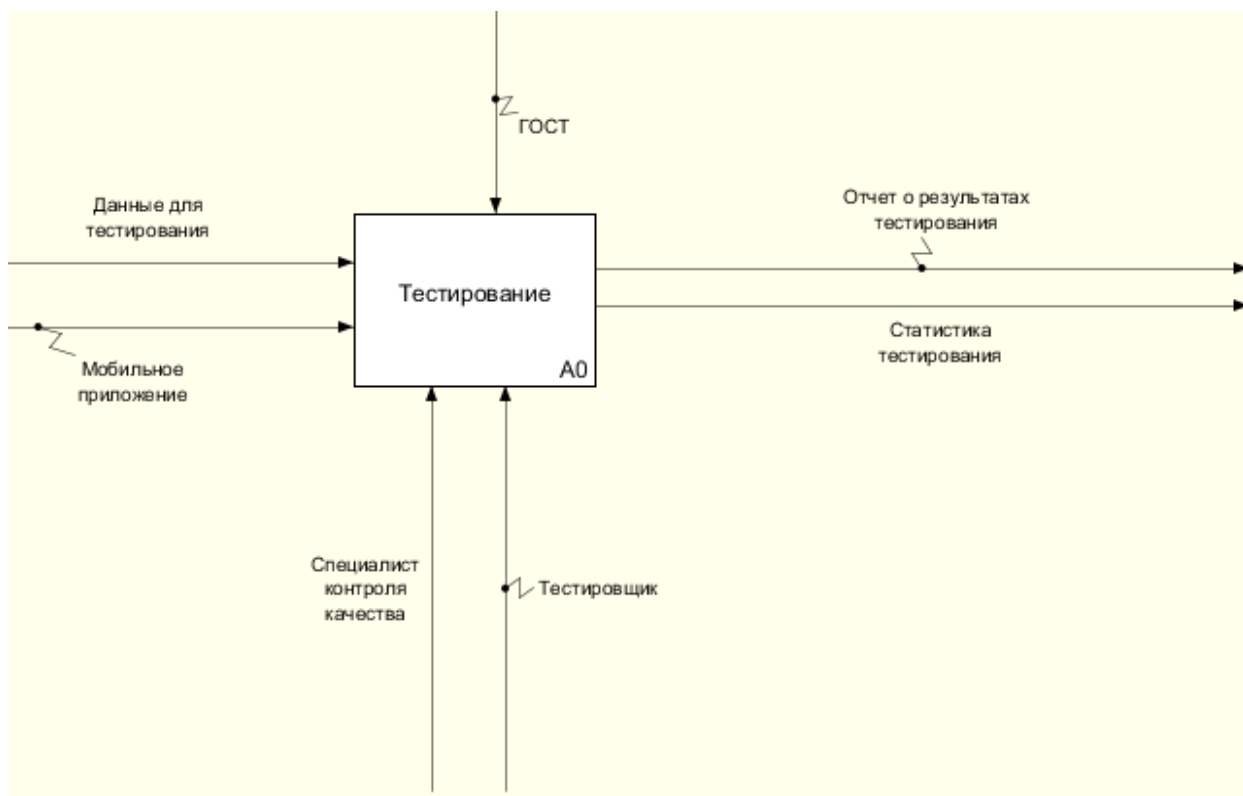 ГОСТ
Данные для
тестирования
Отчет о результатах
тестирования
Тестирование
Статистика
тестирования
Мобильное
приложение
A0
Специалист
контроля
качества
Тестировщик